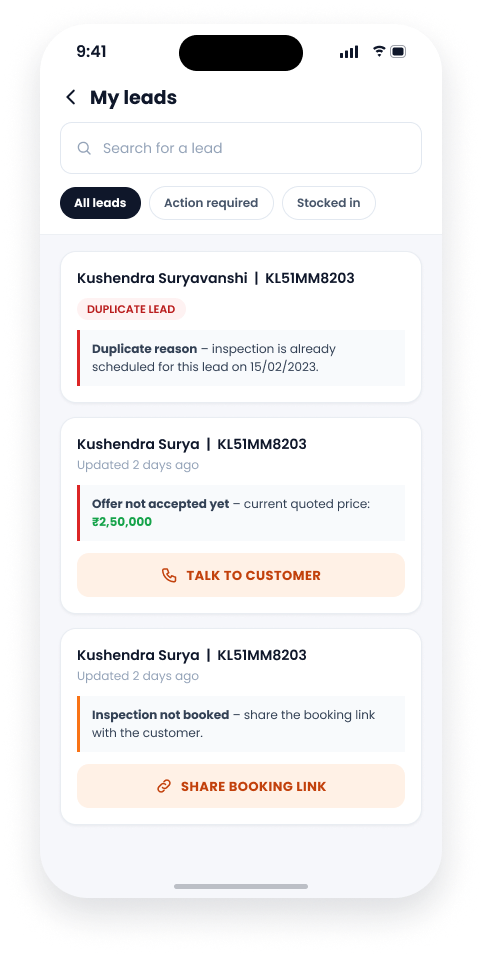 9:41
My leads
Search for a lead
All leads
Action required
Stocked in
Kushendra Suryavanshi | KL51MM8203
DUPLICATE LEAD
Duplicate reason – inspection is already
scheduled for this lead on 15/02/2023.
Kushendra Surya | KL51MM8203
Updated 2 days ago
Offer not accepted yet – current quoted price:
₹2,50,000
TALK TO CUSTOMER
Kushendra Surya | KL51MM8203
Updated 2 days ago
Inspection not booked – share the booking link
with the customer.
SHARE BOOKING LINK